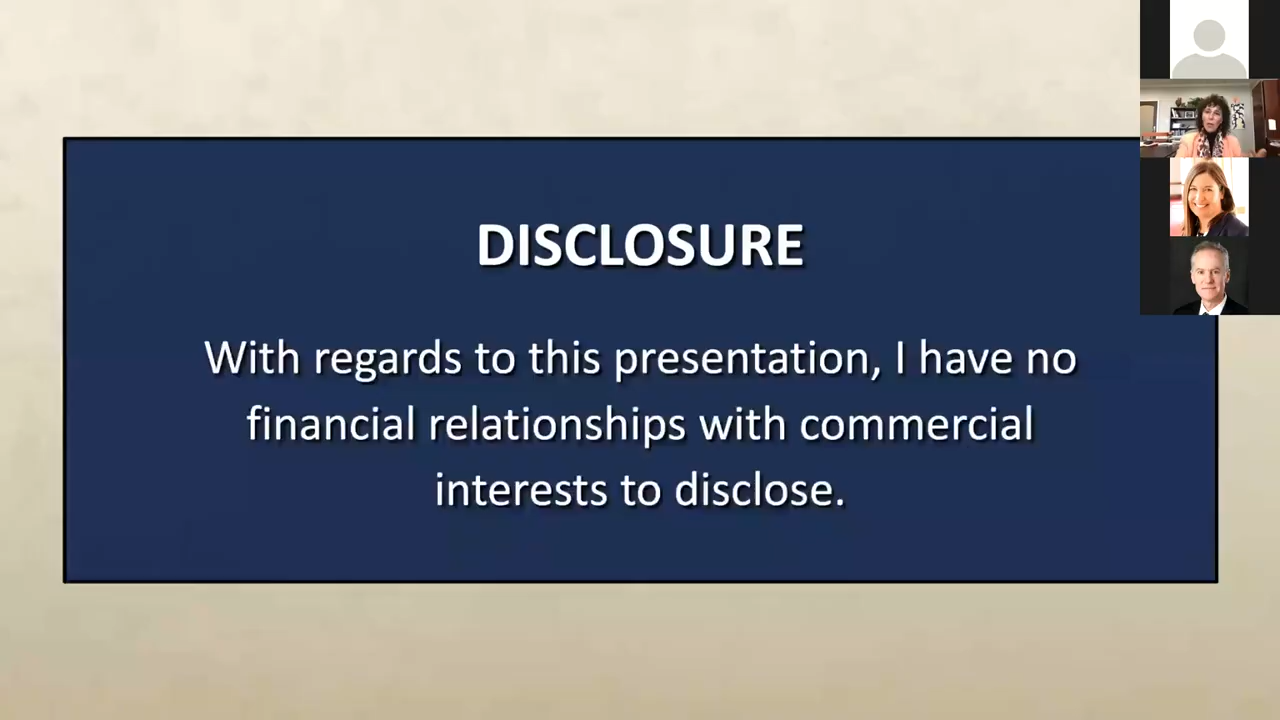 DISCLOSURE
With regards to this presentation, I have no
financial relationships with commercial
interests to disclose.